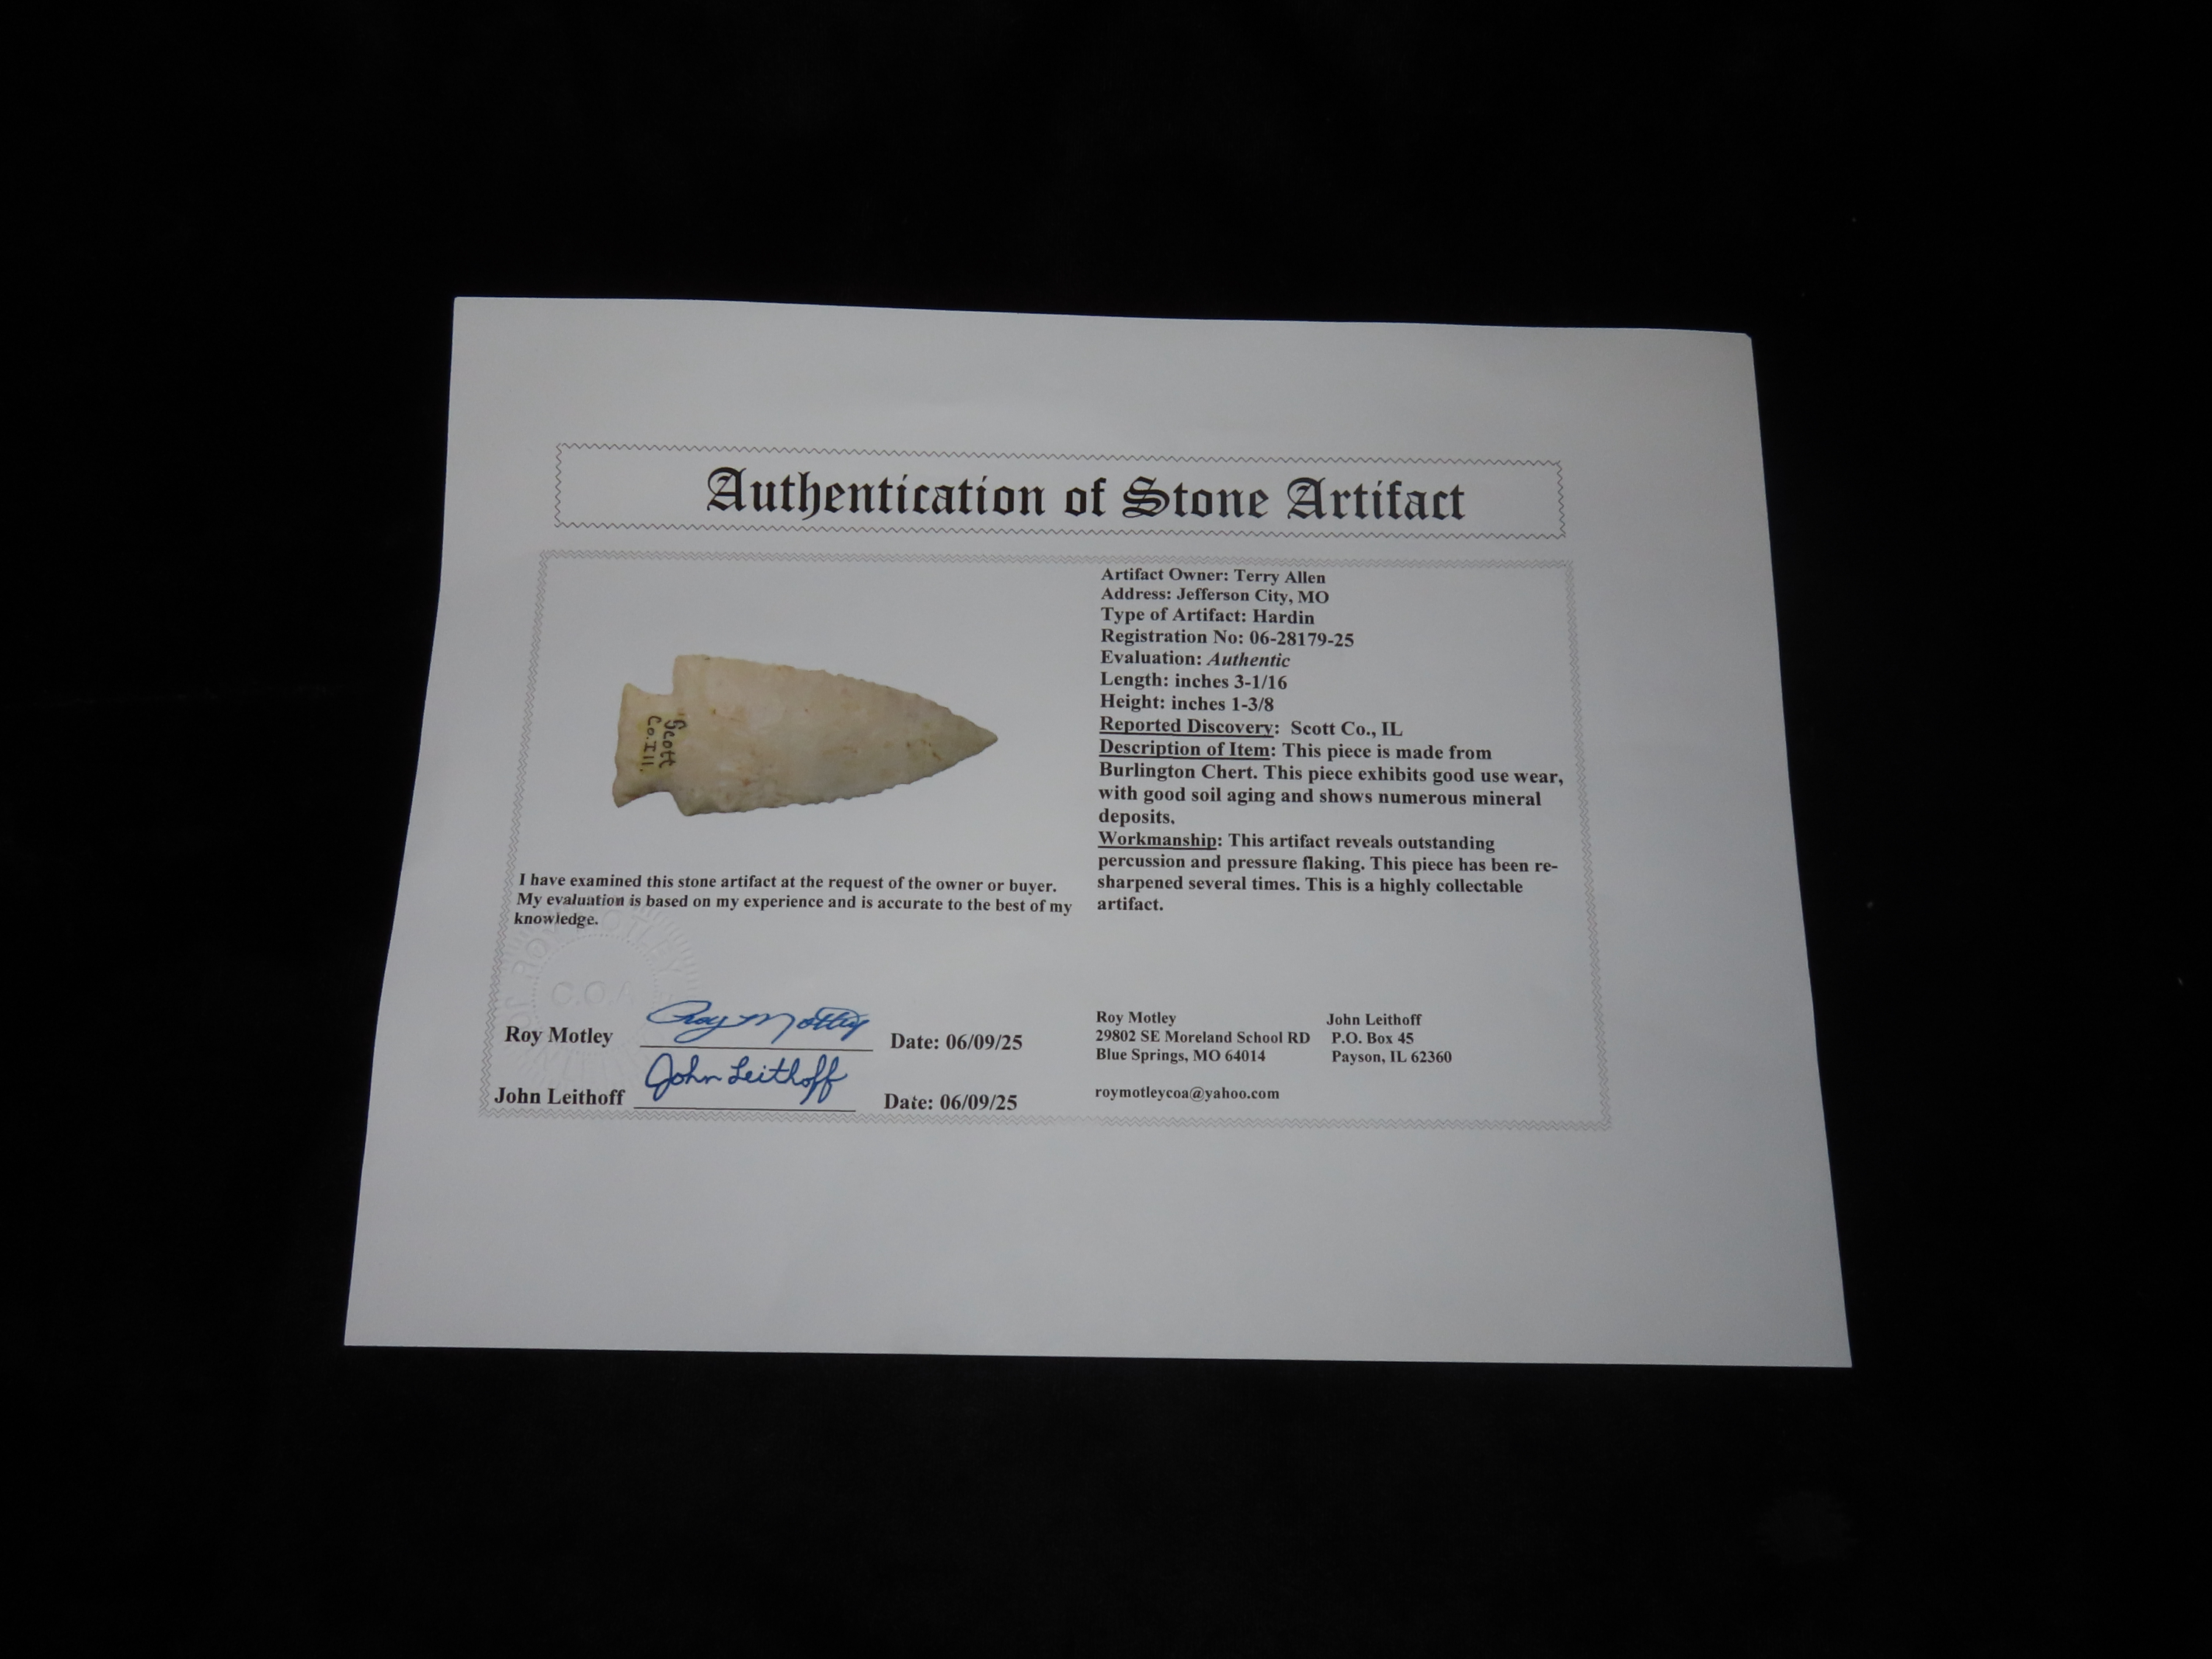 Authentication of Stone Artifact
Scott
Co. Ill.
I have examined this stone artifact at the request of the owner or buyer.
My evaluation is based on my experience and is accurate to the best of my
knowledge.
Artifact Owner: Terry Allen
Address: Jefferson City, MO
Type of Artifact: Hardin
Registration No: 06-28179-25
Evaluation: Authentic
Length: inches 3-1/16
Height: inches 1-3/8
Reported Discovery: Scott Co., IL
Description of Item: This piece is made from
Burlington Chert. This piece exhibits good use wear,
with good soil aging and shows numerous mineral
deposits.
Workmanship: This artifact reveals outstanding
percussion and pressure flaking. This piece has been re-
sharpened several times. This is a highly collectable
artifact.
ROY MOTLEY
C.O.A
Roy Motley Roy Motley Date: 06/09/25
John Leithoff John Leithoff Date: 06/09/25
Roy Motley
29802 SE Moreland School RD
Blue Springs, MO 64014
roymotleycoa@yahoo.com
John Leithoff
P.O. Box 45
Payson, IL 62360